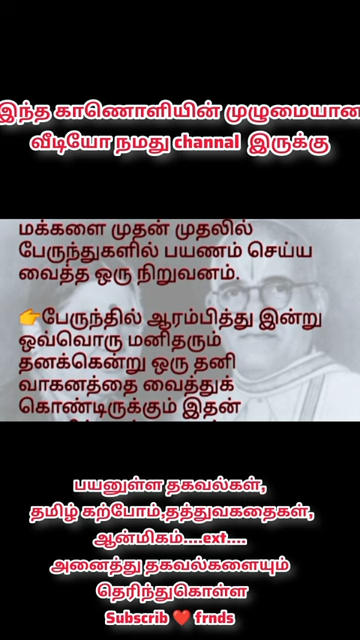 இந்த காணொளியின் முழுமையான
வீடியோ நமது channal இருக்கு
மக்களை முதன் முதலில்
பேருந்துகளில் பயணம் செய்ய
வைத்த ஒரு நிறுவனம்.
👉பேருந்தில் ஆரம்பித்து இன்று
ஒவ்வொரு மனிதரும்
தனக்கென்று ஒரு தனி
வாகனத்தை வைத்துக்
கொண்டிருக்கும் இதன்
பயனுள்ள தகவல்கள்,
தமிழ் கற்போம்,தத்துவகதைகள்,
ஆன்மிகம்....ext....
அனைத்து தகவல்களையும்
தெரிந்துகொள்ள
Subscrib ❤️ frnds